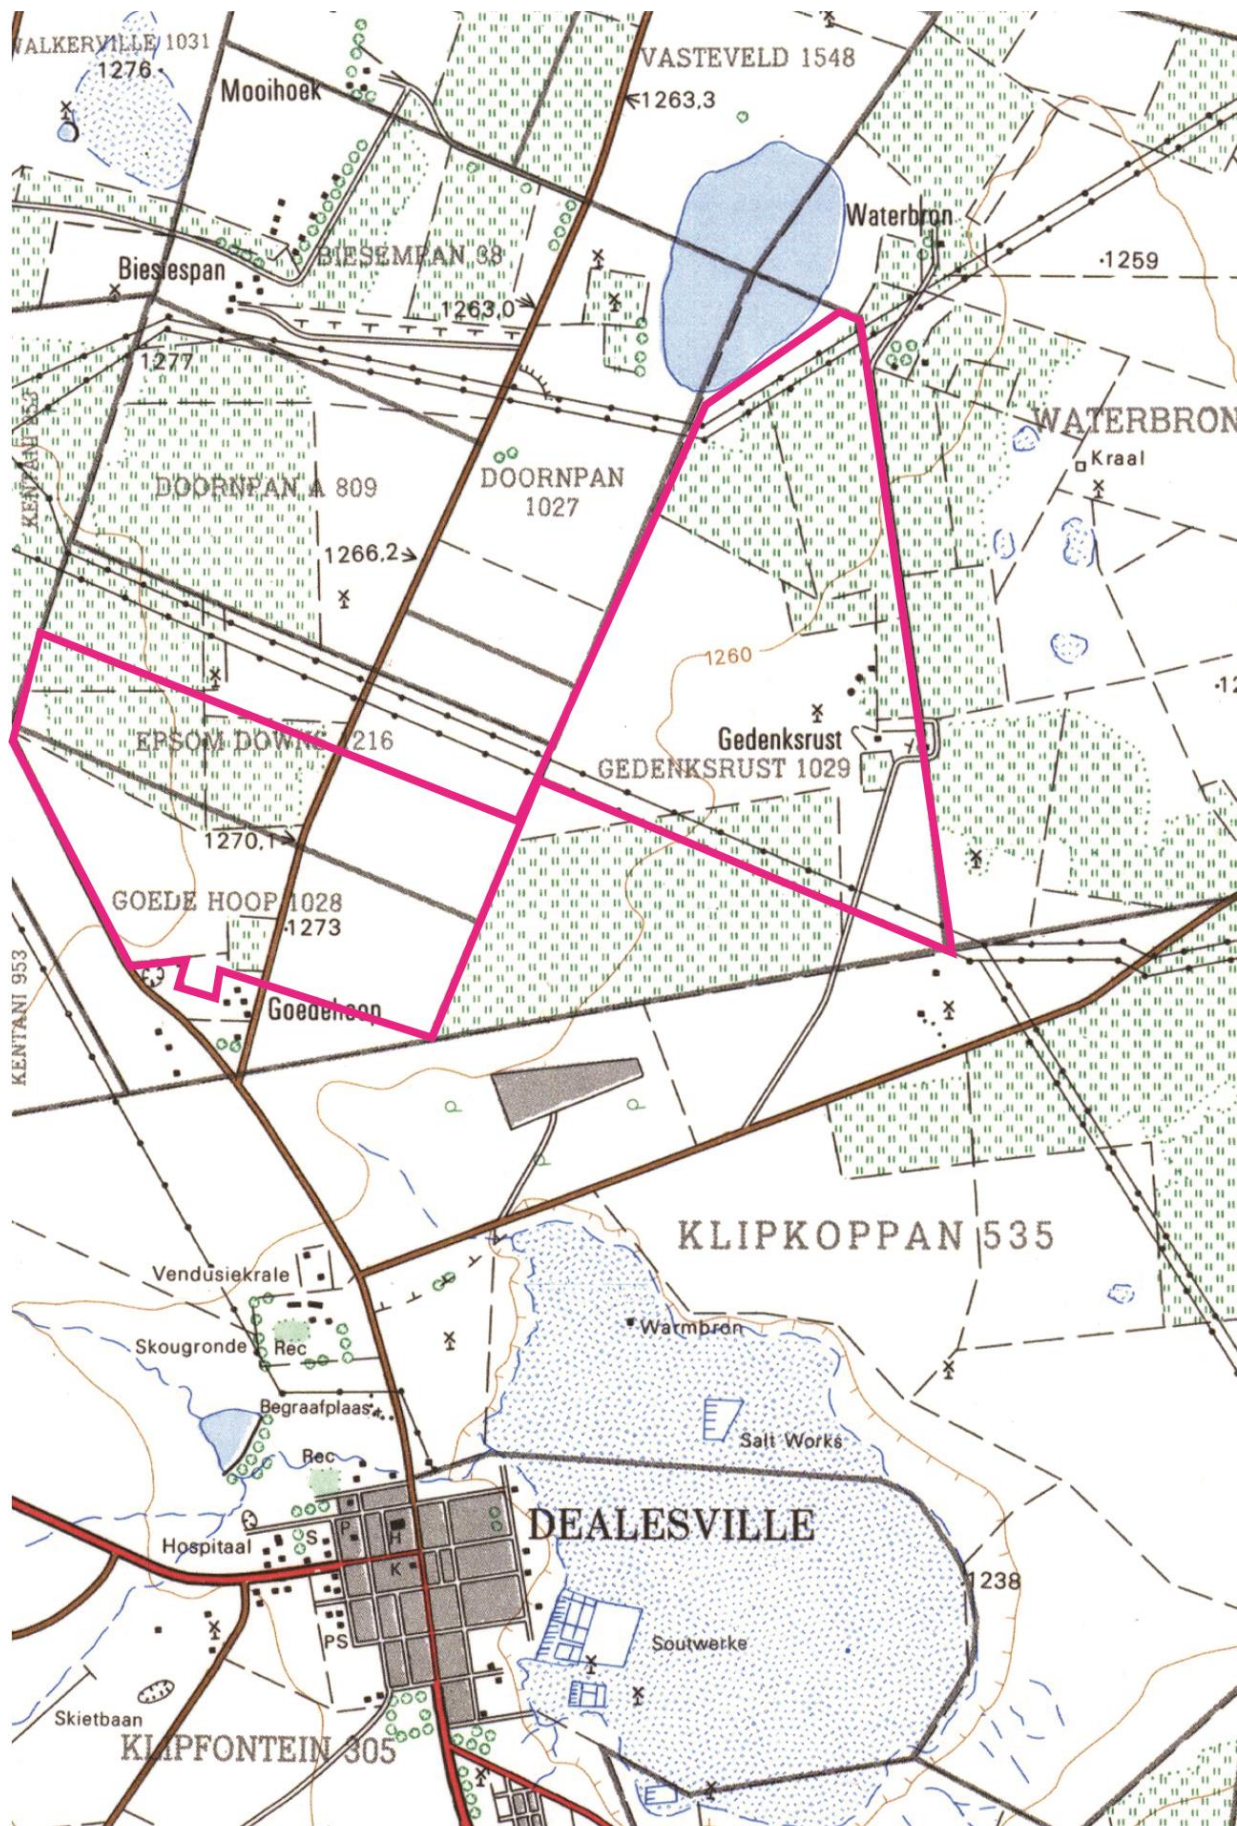 WALKERVILLE 1031
1276
Mooihoek
VASTEVELD 1548
1263,3
Waterbron
1259
BIESEMPAN 38
Biesiespan
1263,0
1277
KENTANI 953
WATERBRON
Kraal
DOORNPAN A 809
DOORNPAN
1027
1266,2
1260
EPSOM DOWNS 1216
Gedenksrust
GEDENKSRUST 1029
1270,1
GOEDE HOOP 1028
1273
KENTANI 953
Goedehoop
KLIPKOPPAN 535
Vendusiekrale
Skougronde
Rec
Warmbron
Begraafplaas
Salt Works
Rec
DEALESVILLE
Hospitaal
S
P
H
K
1238
PS
Soutwerke
Skietbaan
KLIPFONTEIN 305